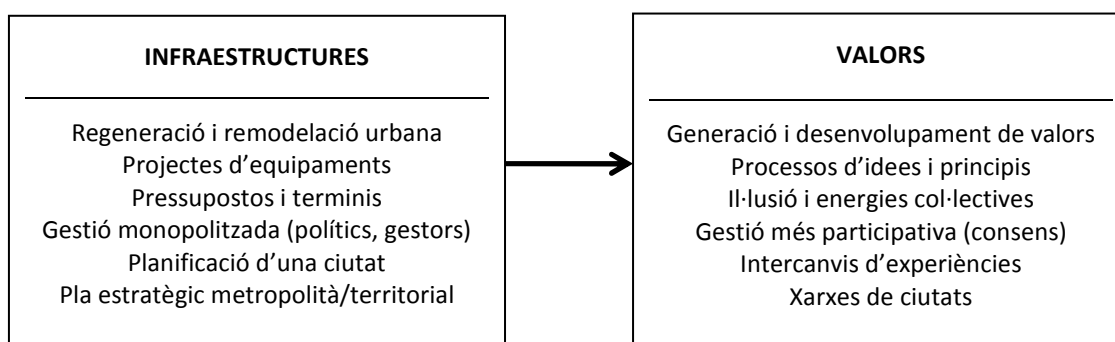 INFRAESTRUCTURES
Regeneració i remodelació urbana
Projectes d’equipaments
Pressupostos i terminis
Gestió monopolitzada (polítics, gestors)
Planificació d’una ciutat
Pla estratègic metropolità/territorial
VALORS
Generació i desenvolupament de valors
Processos d’idees i principis
Il·lusió i energies col·lectives
Gestió més participativa (consens)
Intercanvis d’experiències
Xarxes de ciutats